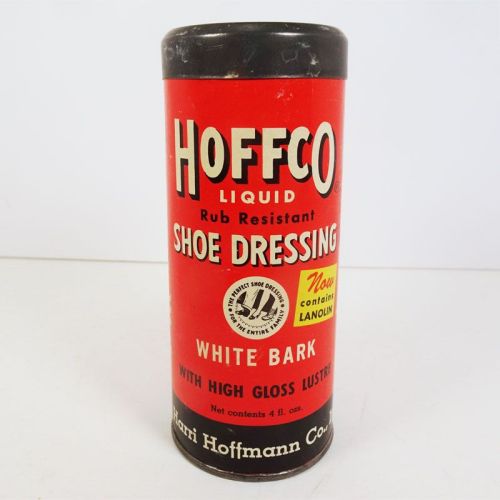 HOFFCO
LIQUID
Rub Resistant
SHOE DRESSING
Now
contains
LANOLIN
THE PERFECT SHOE DRESSING
FOR THE ENTIRE FAMILY
WHITE BARK
WITH HIGH GLOSS LUSTRE
Net contents 4 fl. ozs.
Harri Hoffmann Co.,